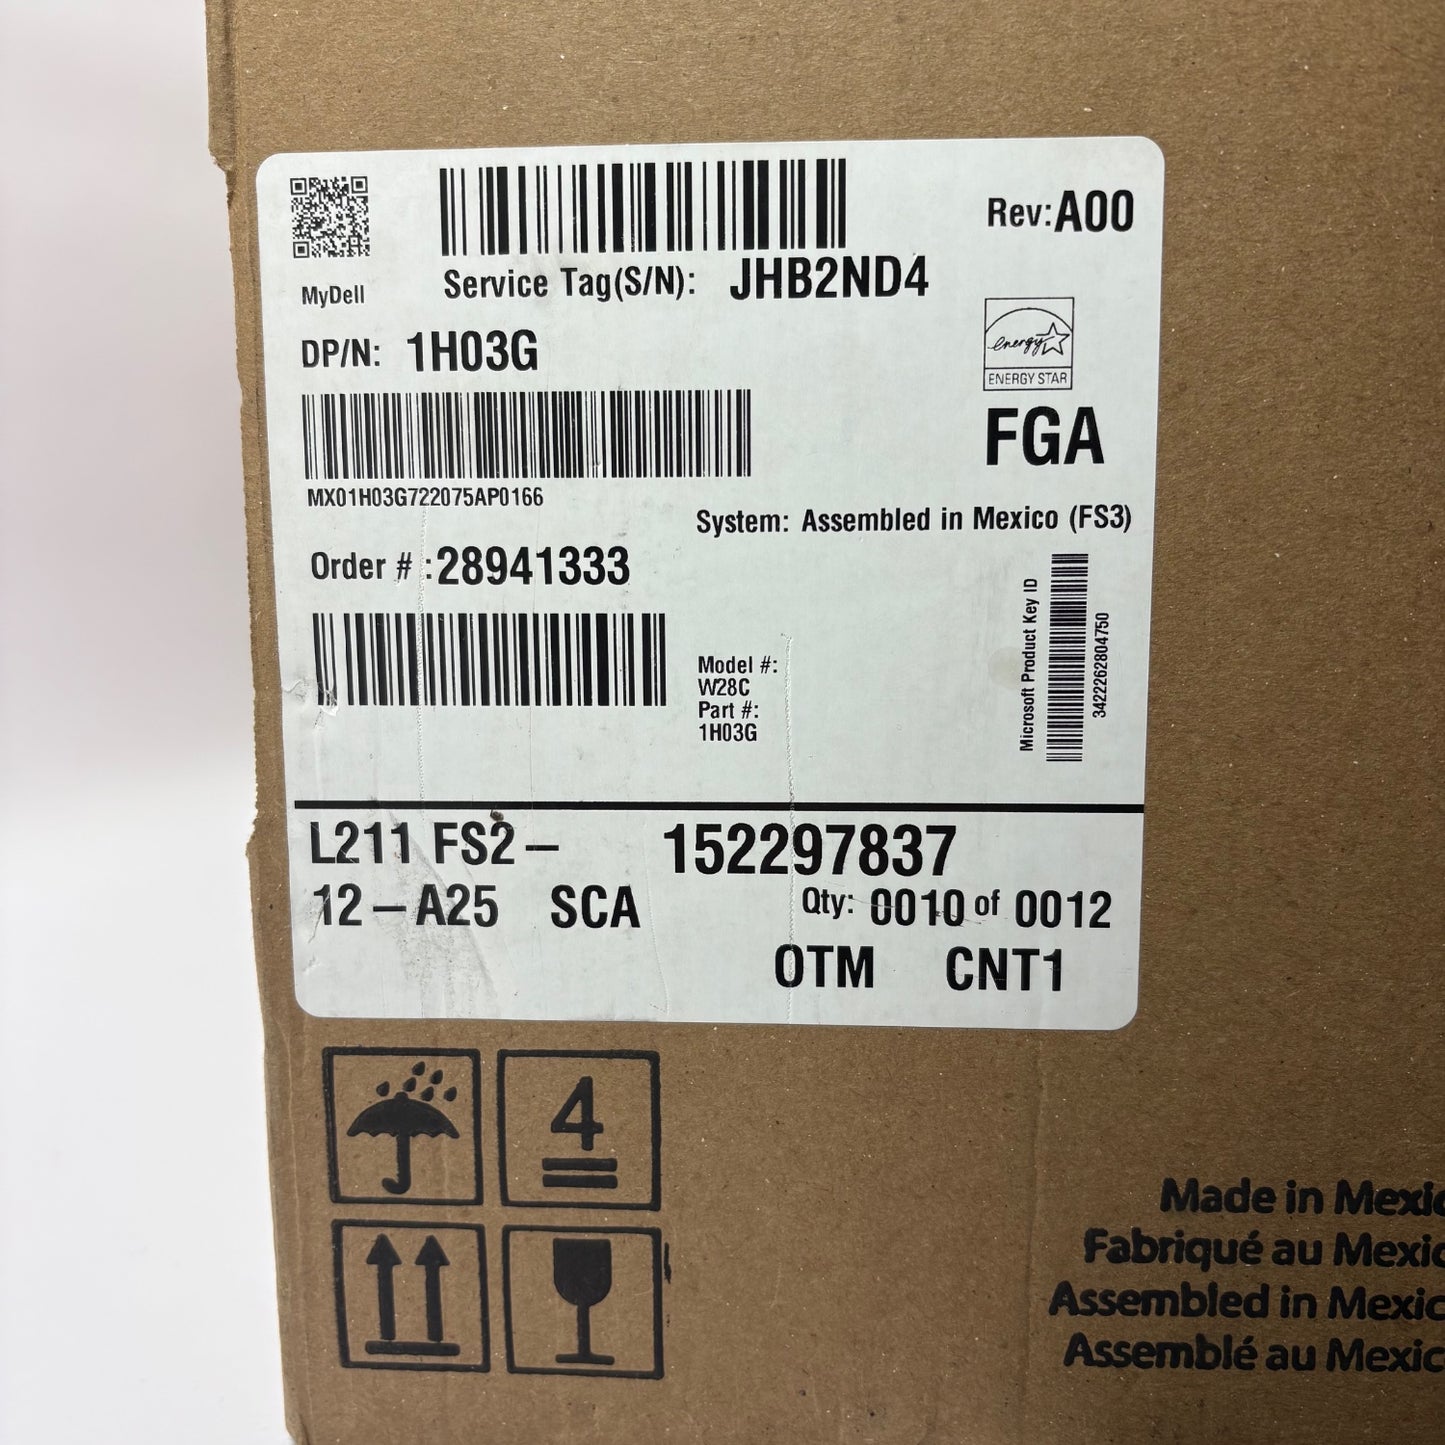 Rev:A00
MyDell
Service Tag(S/N): JHB2ND4
DP/N: 1H03G
energy
ENERGY STAR
FGA
MX01H03G722075AP0166
System: Assembled in Mexico (FS3)
Order # :28941333
Microsoft Product Key ID
3422262804750
Model #:
W28C
Part #:
1H03G
L211 FS2 – 152297837
12 – A25 SCA Qty: 0010 of 0012
OTM CNT1
4
Made in Mexic
Fabriqué au Mexic
Assembled in Mexic
Assemblé au Mexic